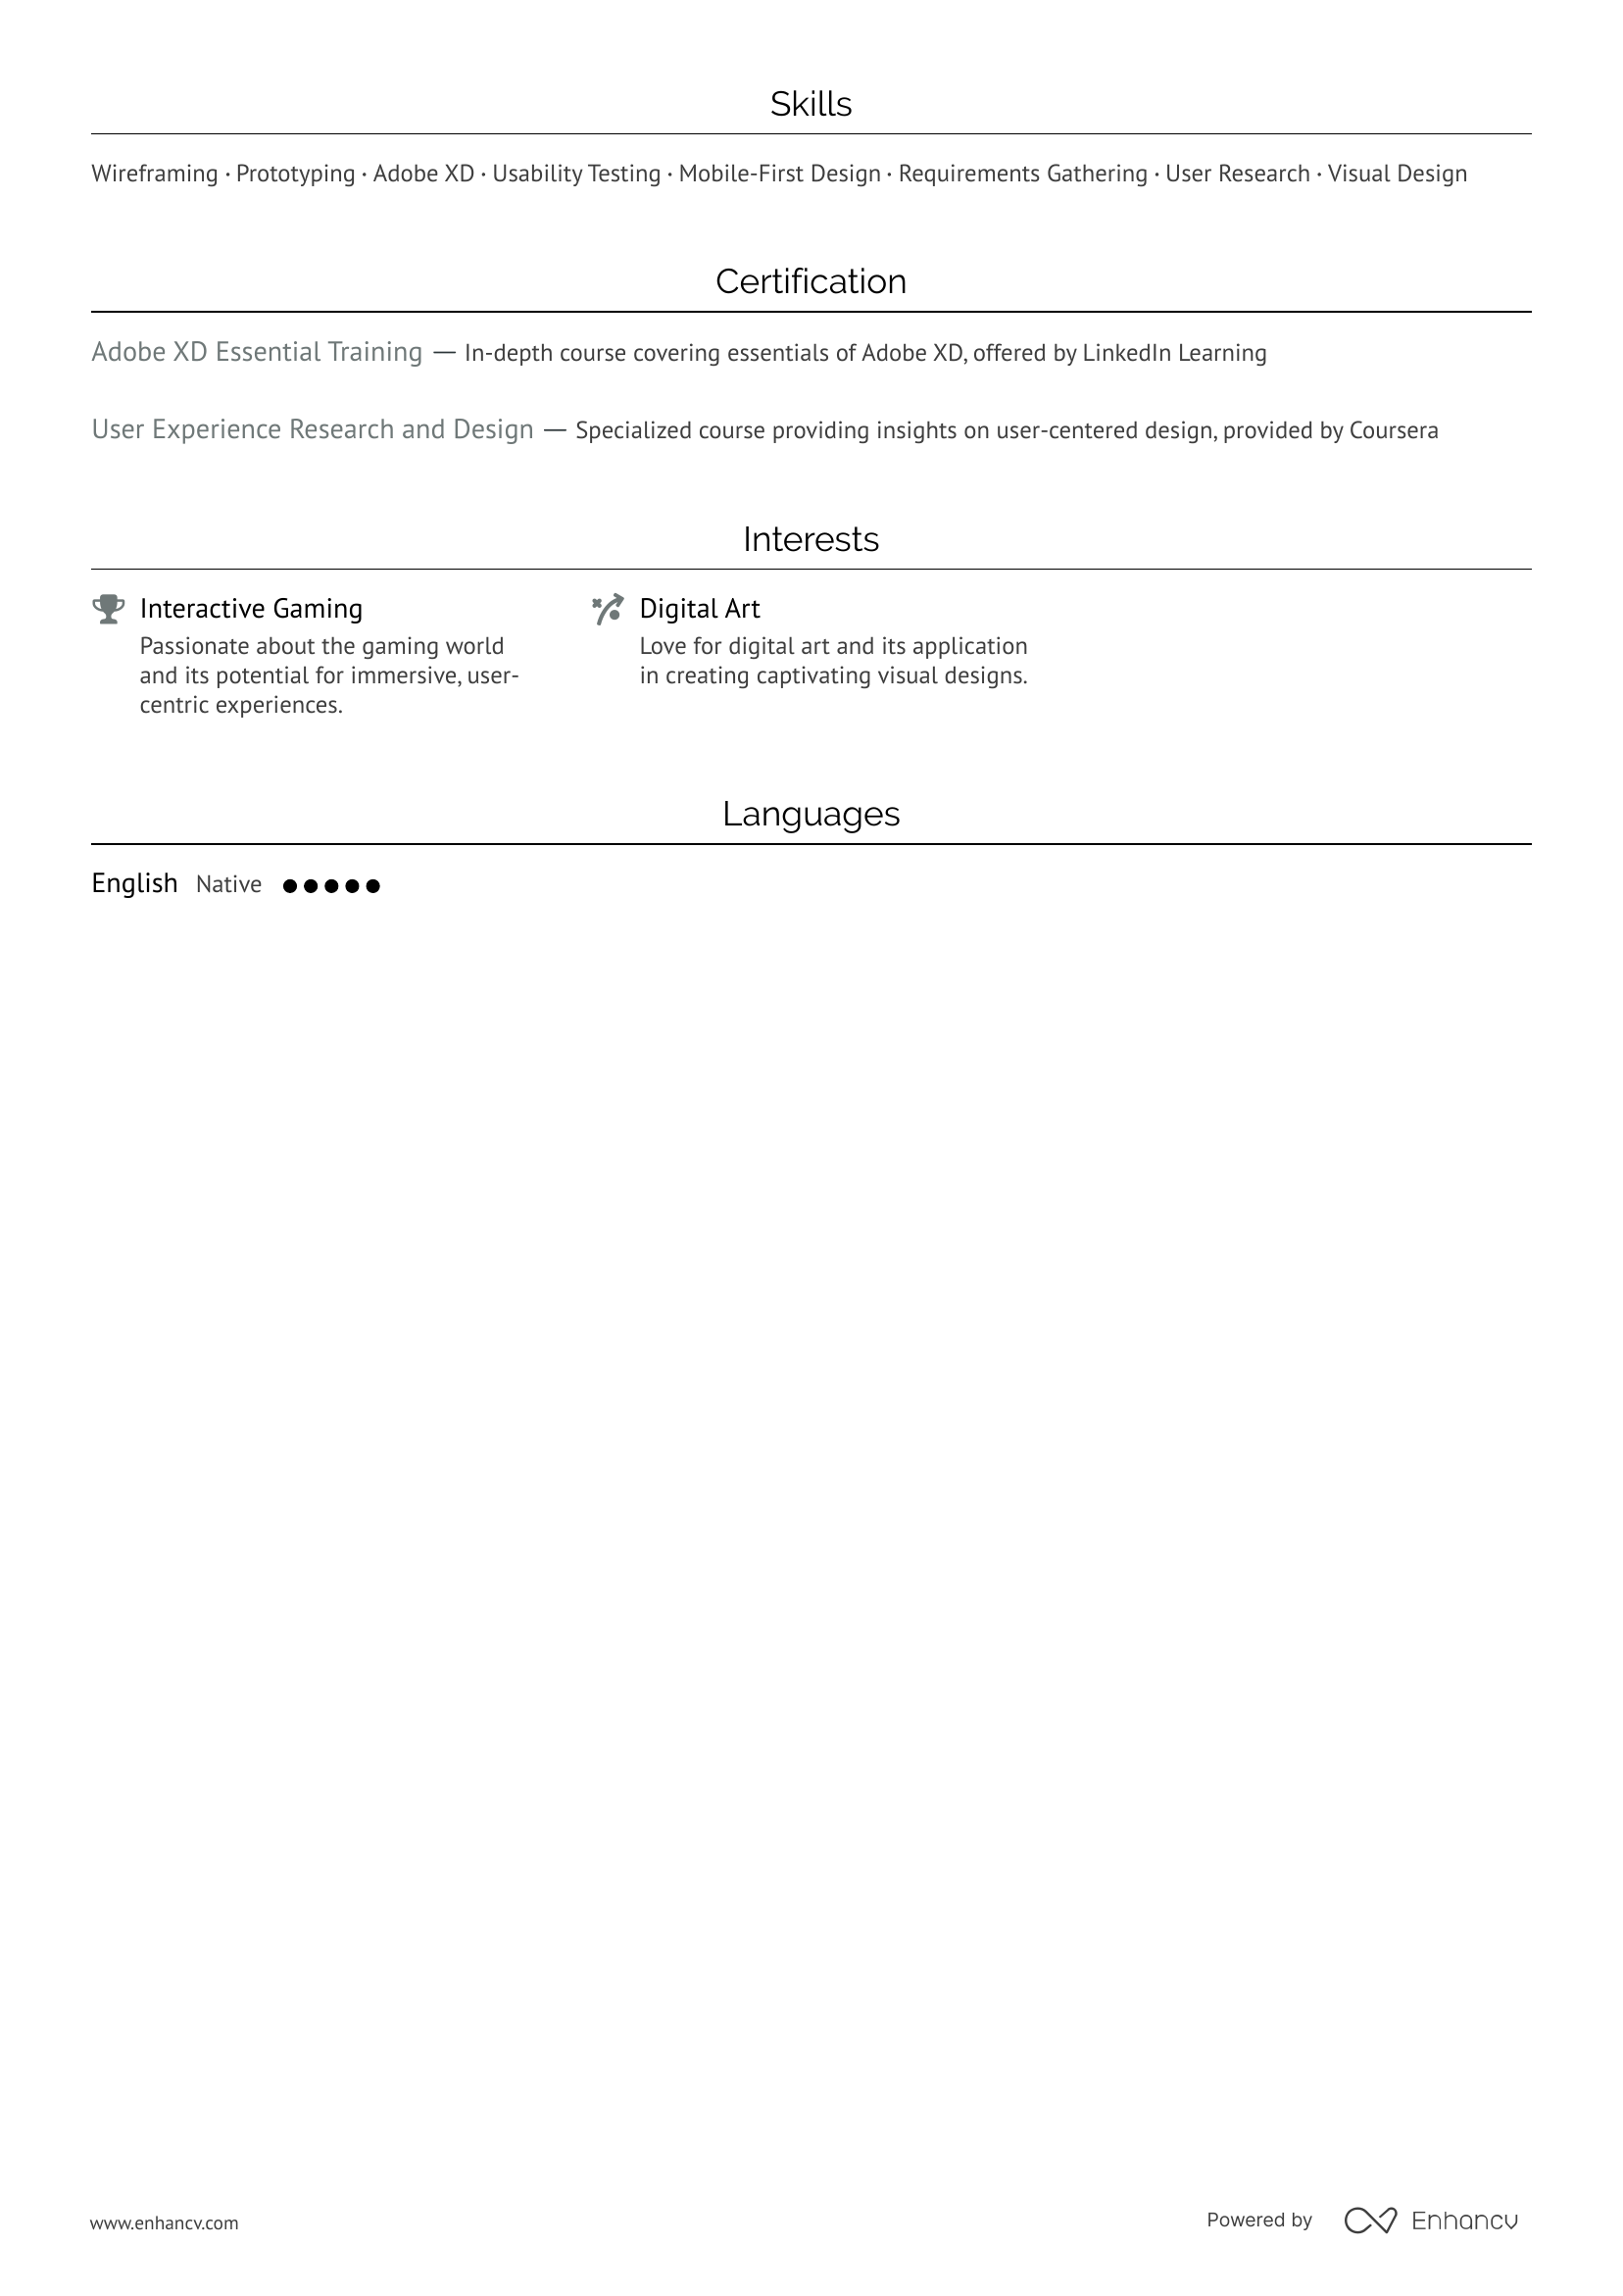 Skills
Wireframing · Prototyping · Adobe XD · Usability Testing · Mobile-First Design · Requirements Gathering · User Research · Visual Design
Certification
Adobe XD Essential Training — In-depth course covering essentials of Adobe XD, offered by LinkedIn Learning
User Experience Research and Design — Specialized course providing insights on user-centered design, provided by Coursera
Interests
Interactive Gaming
Passionate about the gaming world
and its potential for immersive, user-
centric experiences.
Digital Art
Love for digital art and its application
in creating captivating visual designs.
Languages
English Native
www.enhancv.com
Powered by Enhancv